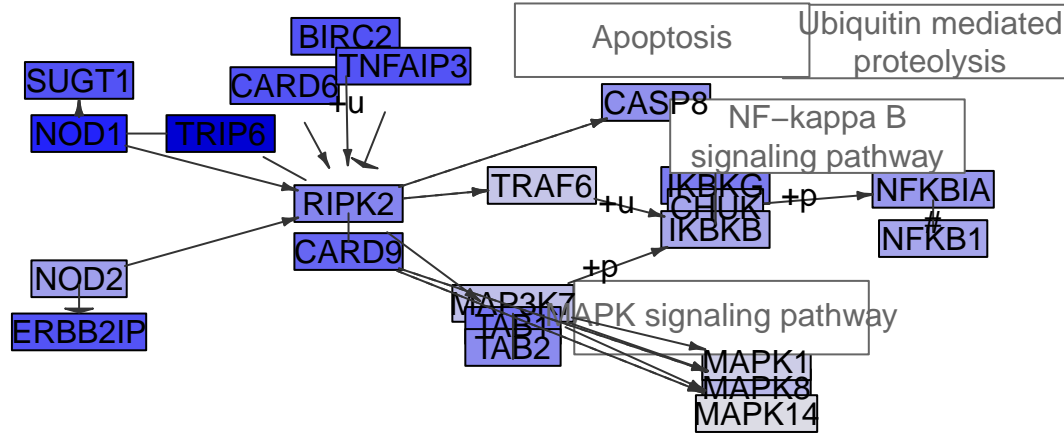 BIRC2
Apoptosis
Ubiquitin mediated
proteolysis
TNFAIP3
SUGT1
CARD6
+u
CASP8
NOD1
TRIP6
NF−kappa B
signaling pathway
TRAF6
IKBKG
NFKBIA
RIPK2
+u
CHUK
+p
#
IKBKB
NFKB1
CARD9
NOD2
+p
MAP3K7
ERBB2IP
TAB1
MAPK signaling pathway
TAB2
MAPK1
MAPK8
MAPK14